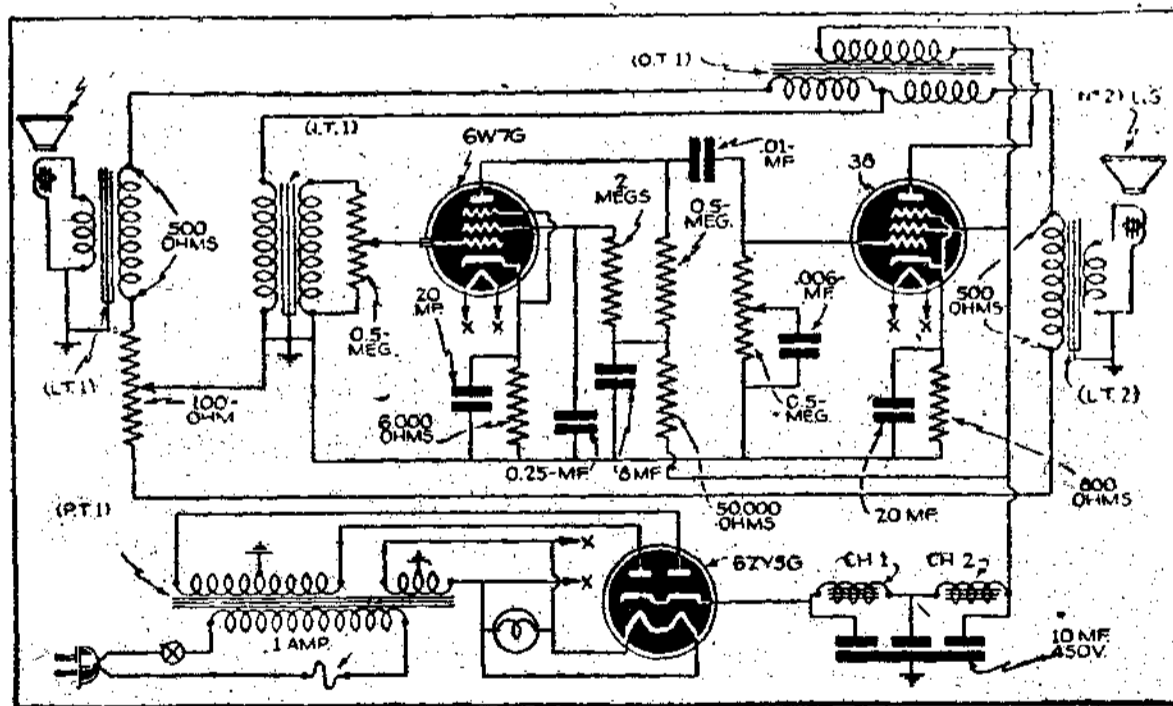 (O.T.1)
Nº2) L.S
(I.T.1)
6W7G
.01-
MF.
38
2
MEGS
0.5-
MEG.
500
OHMS
20
MF.
.006-
MF.
500
OHMS
0.5-
MEG.
(L.T.1)
100-
OHM
6,000
OHMS
0.5-
MEG.
(L.T.2)
0.25-MF.
8 MF.
X X
X X
50,000
OHMS
20 MF.
800
OHMS
(P.T.1)
X
X
6ZY5G
CH 1
CH 2
1 AMP.
10 MF.
450V.